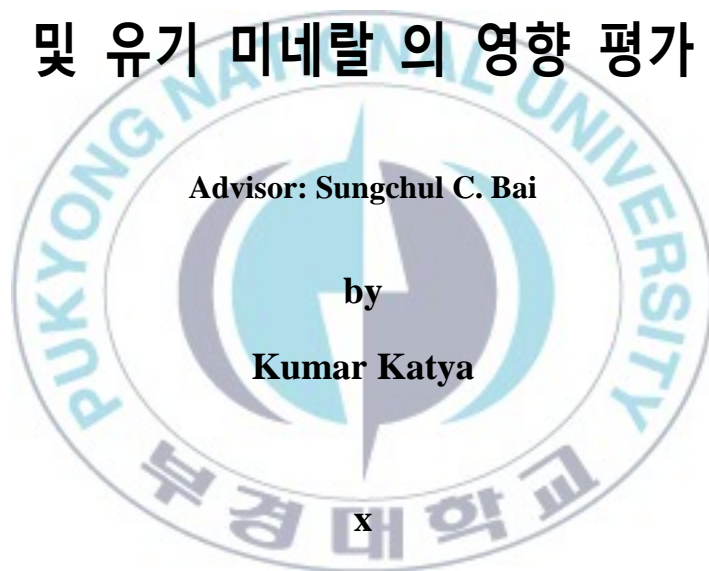 및 유기 미네랄 의 영향 평가
PUKYONG NATIONAL UNIVERSITY
Advisor: Sungchul C. Bai
by
Kumar Katya
부경대학교
x